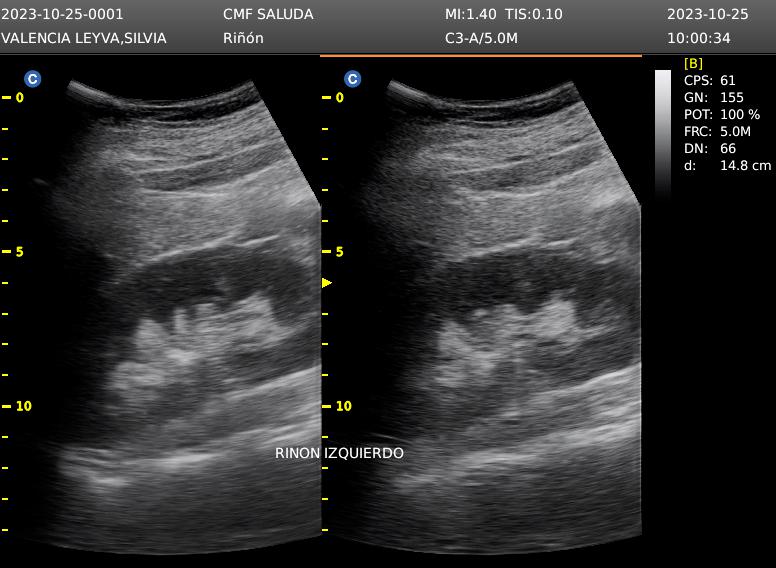 2023-10-25-0001 CMF SALUDA MI:1.40 TIS:0.10 2023-10-25
VALENCIA LEYVA,SILVIA Riñón C3-A/5.0M 10:00:34
[B]
CPS: 61
GN: 155
POT: 100 %
FRC: 5.0M
DN: 66
d: 14.8 cm
C C
0 0
5 5
10 10
RINON IZQUIERDO